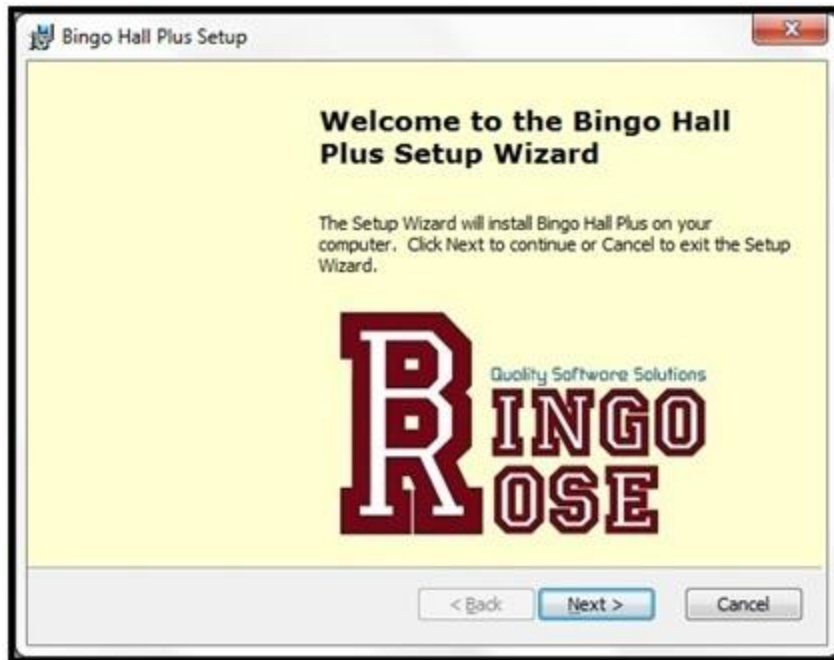 Bingo Hall Plus Setup
Welcome to the Bingo Hall
Plus Setup Wizard
The Setup Wizard will install Bingo Hall Plus on your
computer. Click Next to continue or Cancel to exit the Setup
Wizard.
Quality Software Solutions
BINGO
ROSE
< Back
Next >
Cancel